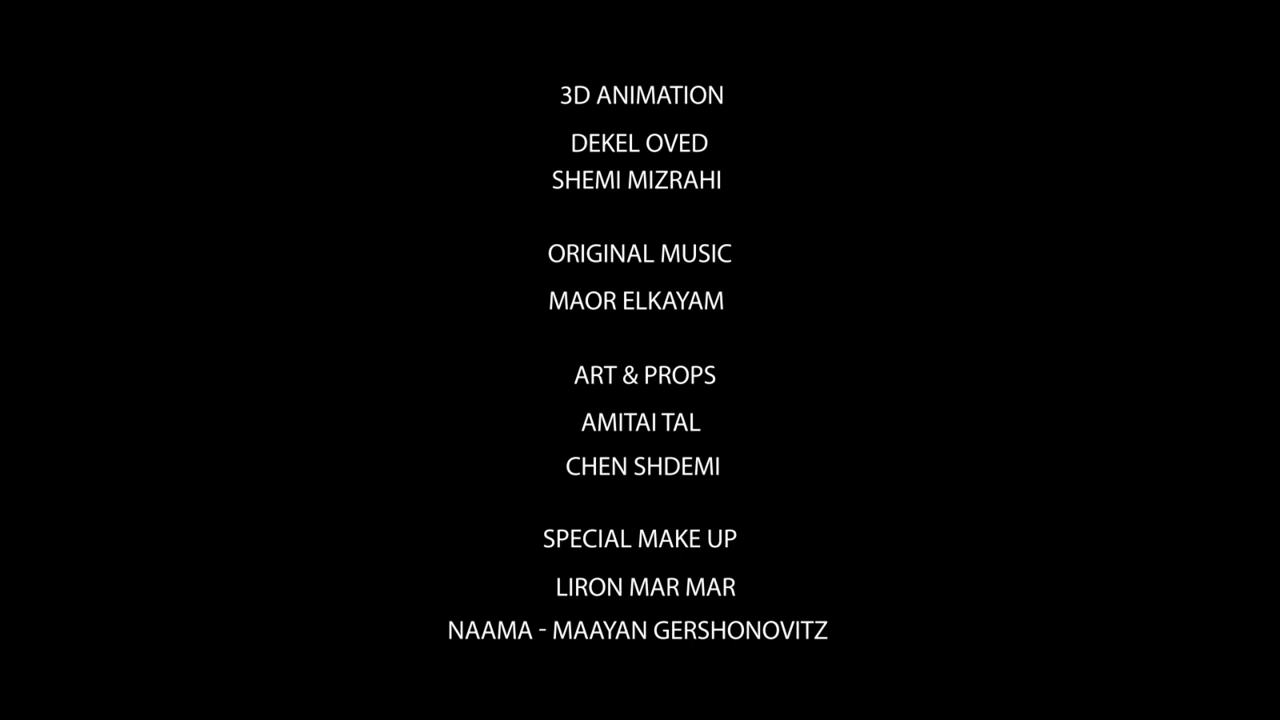 3D ANIMATION
DEKEL OVED
SHEMI MIZRAHI
ORIGINAL MUSIC
MAOR ELKAYAM
ART & PROPS
AMITAI TAL
CHEN SHDEMI
SPECIAL MAKE UP
LIRON MAR MAR
NAAMA - MAAYAN GERSHONOVITZ